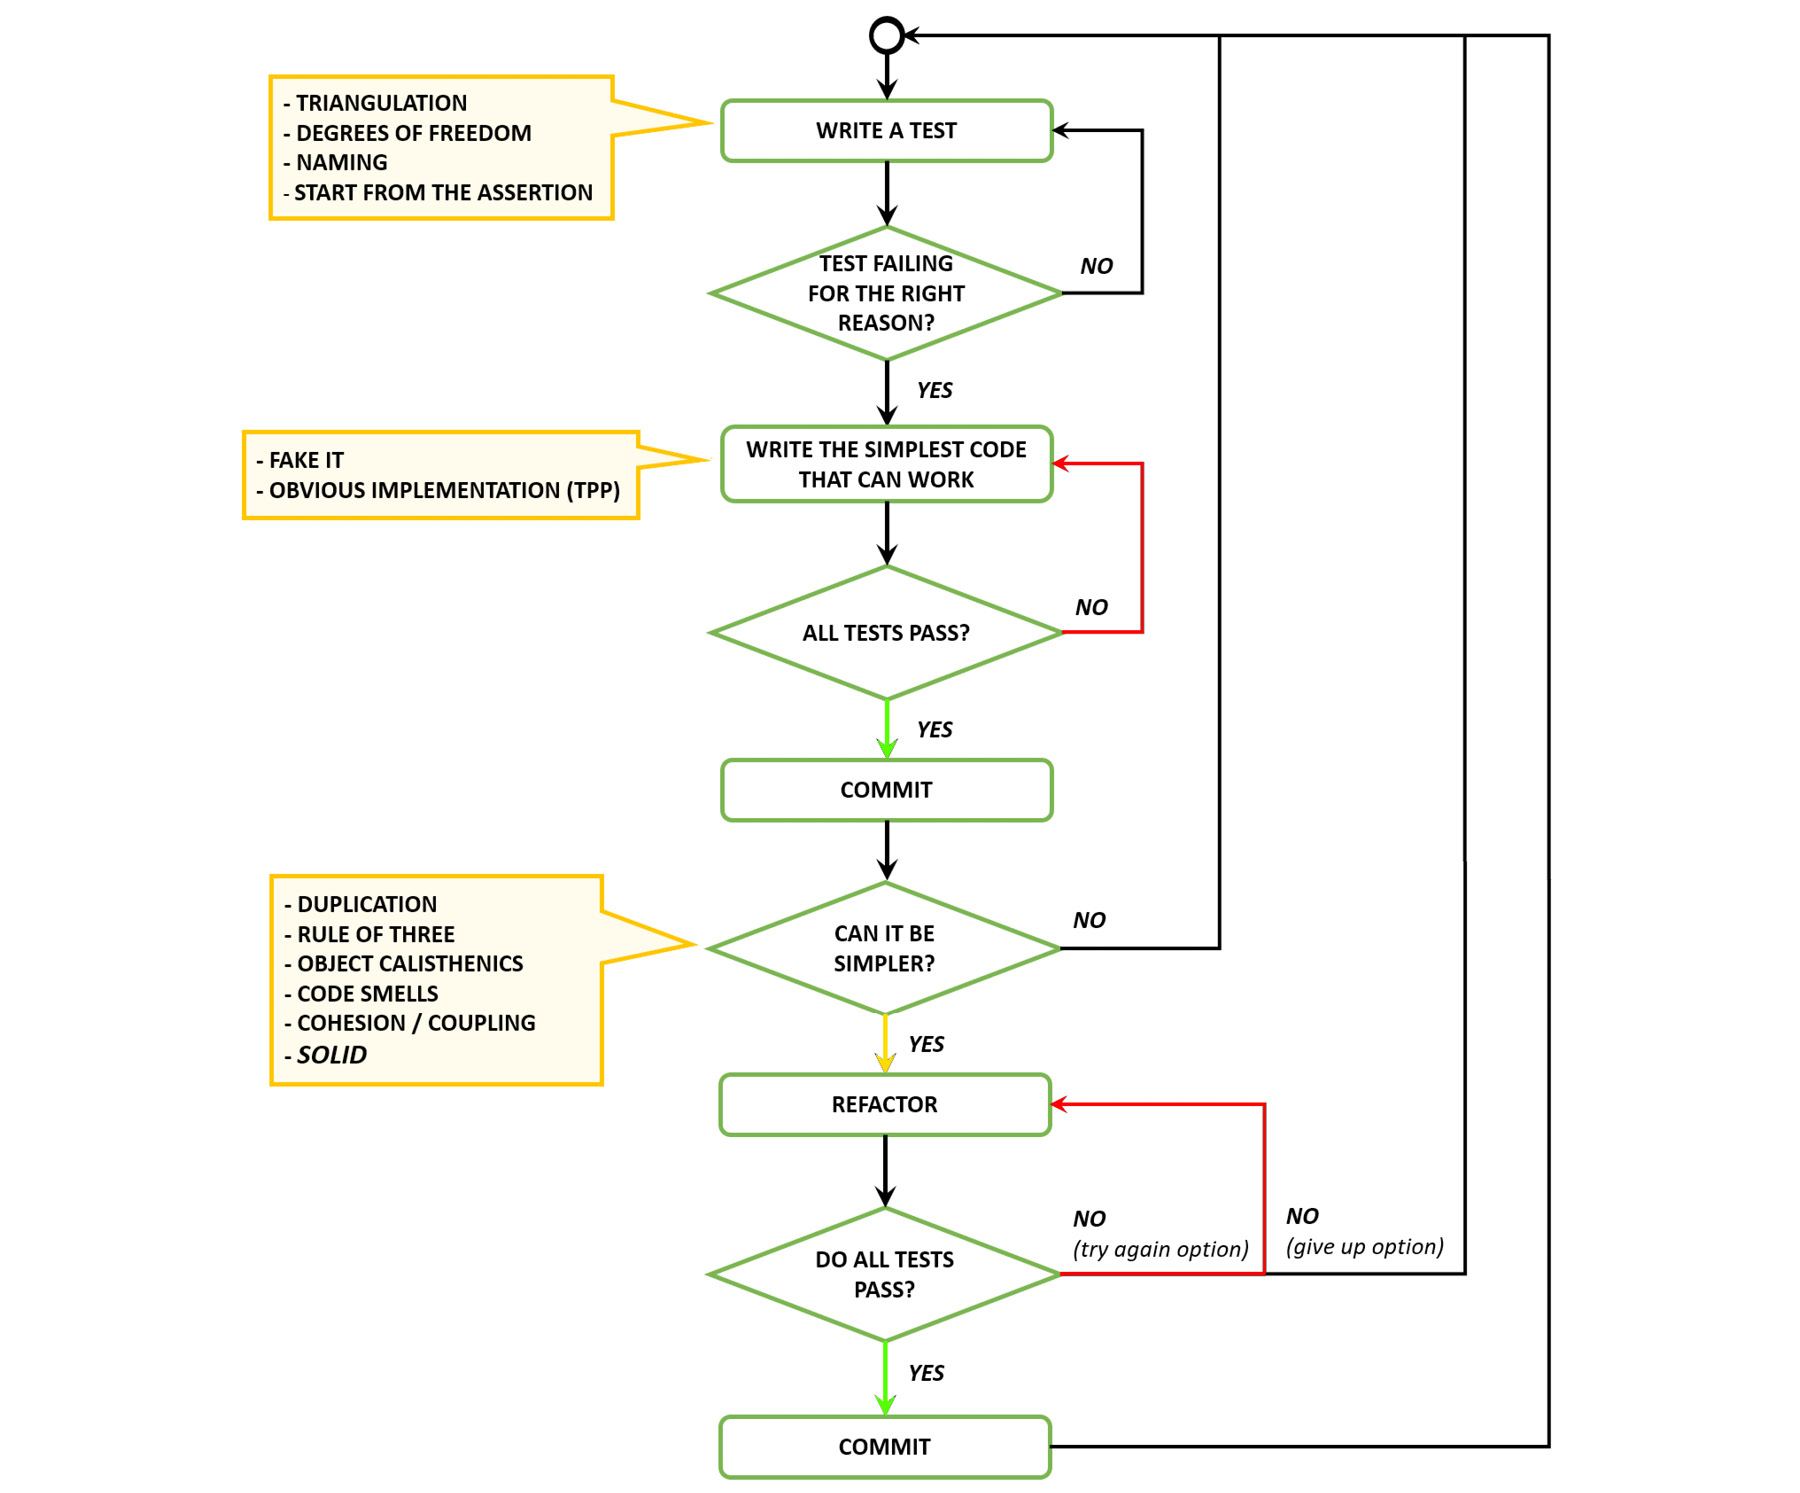 - TRIANGULATION
- DEGREES OF FREEDOM
- NAMING
- START FROM THE ASSERTION
WRITE A TEST
TEST FAILING
FOR THE RIGHT
REASON?
NO
YES
- FAKE IT
- OBVIOUS IMPLEMENTATION (TPP)
WRITE THE SIMPLEST CODE
THAT CAN WORK
ALL TESTS PASS?
NO
YES
COMMIT
- DUPLICATION
- RULE OF THREE
- OBJECT CALISTHENICS
- CODE SMELLS
- COHESION / COUPLING
- SOLID
CAN IT BE
SIMPLER?
NO
YES
REFACTOR
DO ALL TESTS
PASS?
NO
(try again option)
NO
(give up option)
YES
COMMIT